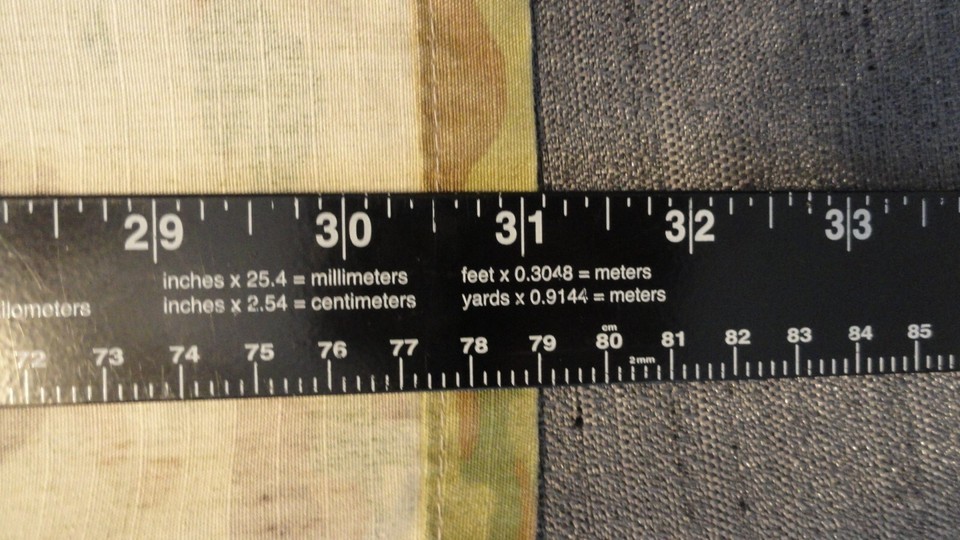 29 30 31 32 33
inches x 25.4 = millimeters feet x 0.3048 = meters
inches x 2.54 = centimeters yards x 0.9144 = meters
cm
72 73 74 75 76 77 78 79 80 81 82 83 84 85
2mm